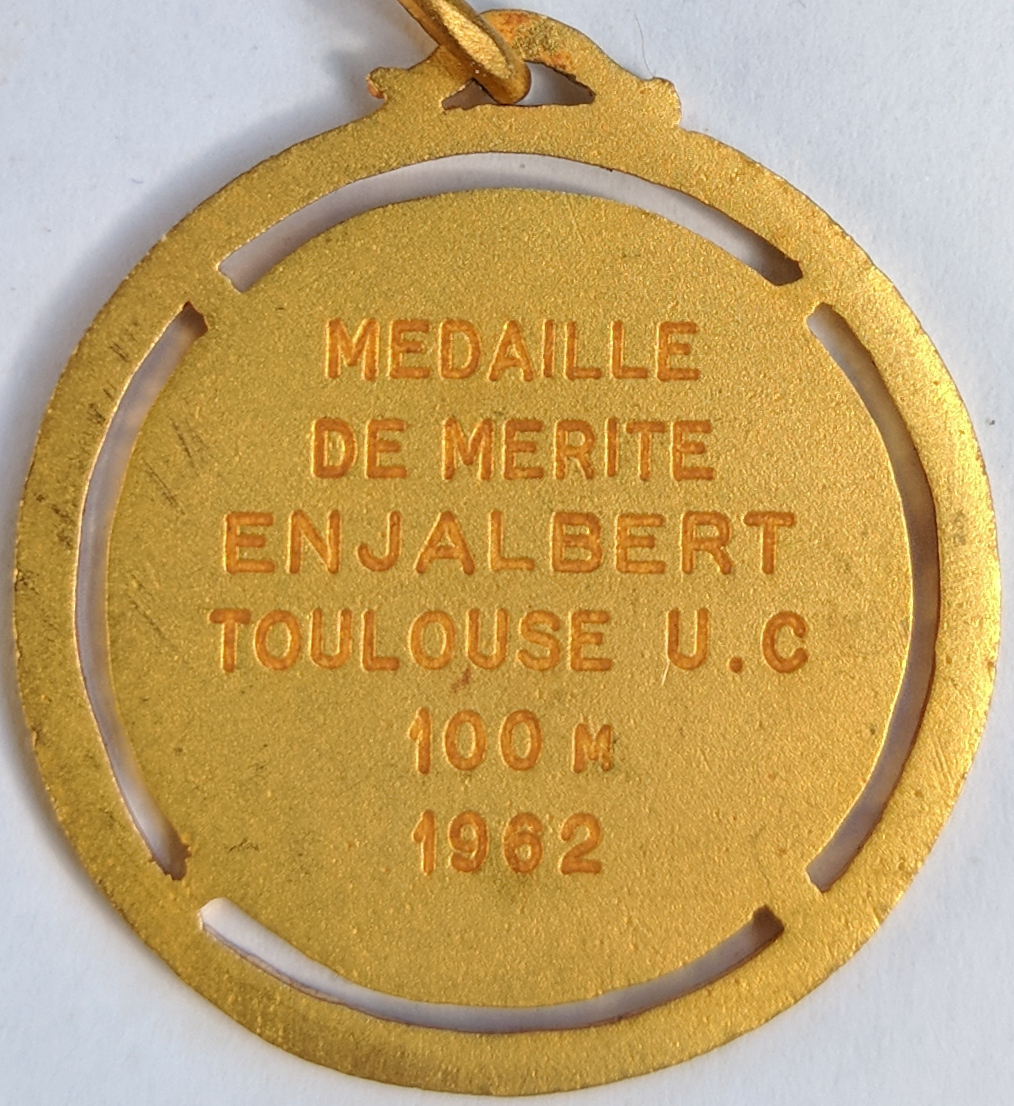 MEDAILLE
DE MERITE
ENJALBERT
TOULOUSE U.C
100 M
1962